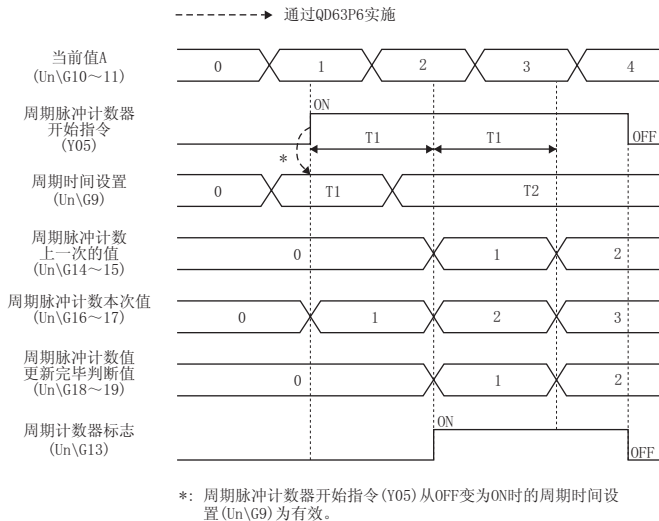 通过QD63P6实施
当前值A
(Un\G10～11)
0 1 2 3 4
周期脉冲计数器
开始指令
(Y05)
ON
OFF
T1 T1
*
周期时间设置
(Un\G9)
0 T1 T2
周期脉冲计数
上一次的值
(Un\G14～15)
0 1 2
周期脉冲计数本次值
(Un\G16～17)
0 1 2 3
周期脉冲计数值
更新完毕判断值
(Un\G18～19)
0 1 2
周期计数器标志
(Un\G13)
ON
OFF
*: 周期脉冲计数器开始指令(Y05)从OFF变为ON时的周期时间设
置(Un\G9)为有效。